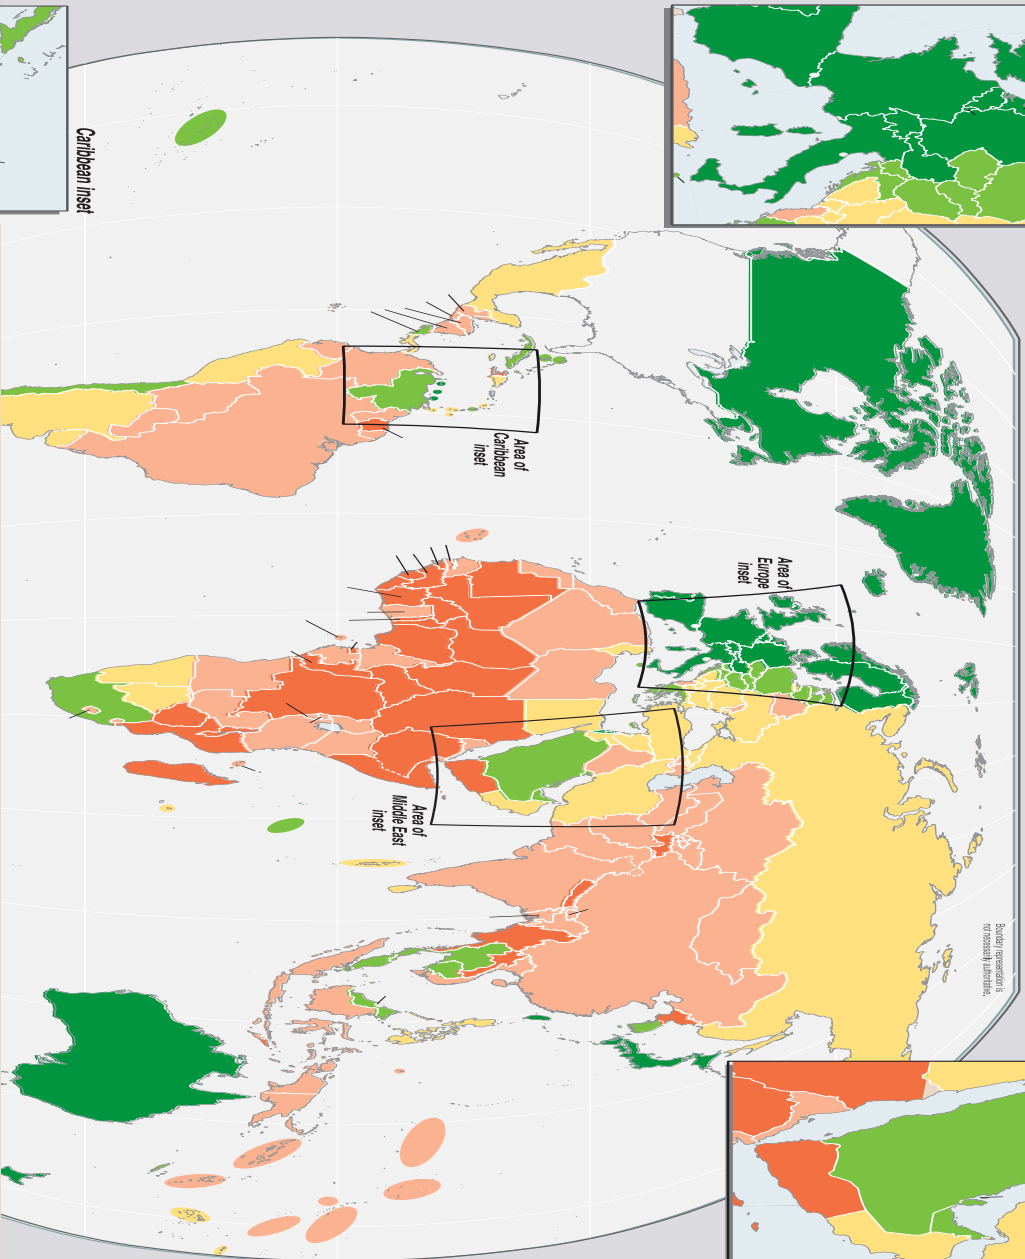 Caribbean inset
Area of
Caribbean
inset
Area of
Europe
inset
Area of
Middle East
inset
Boundary representation is
not necessarily authoritative.